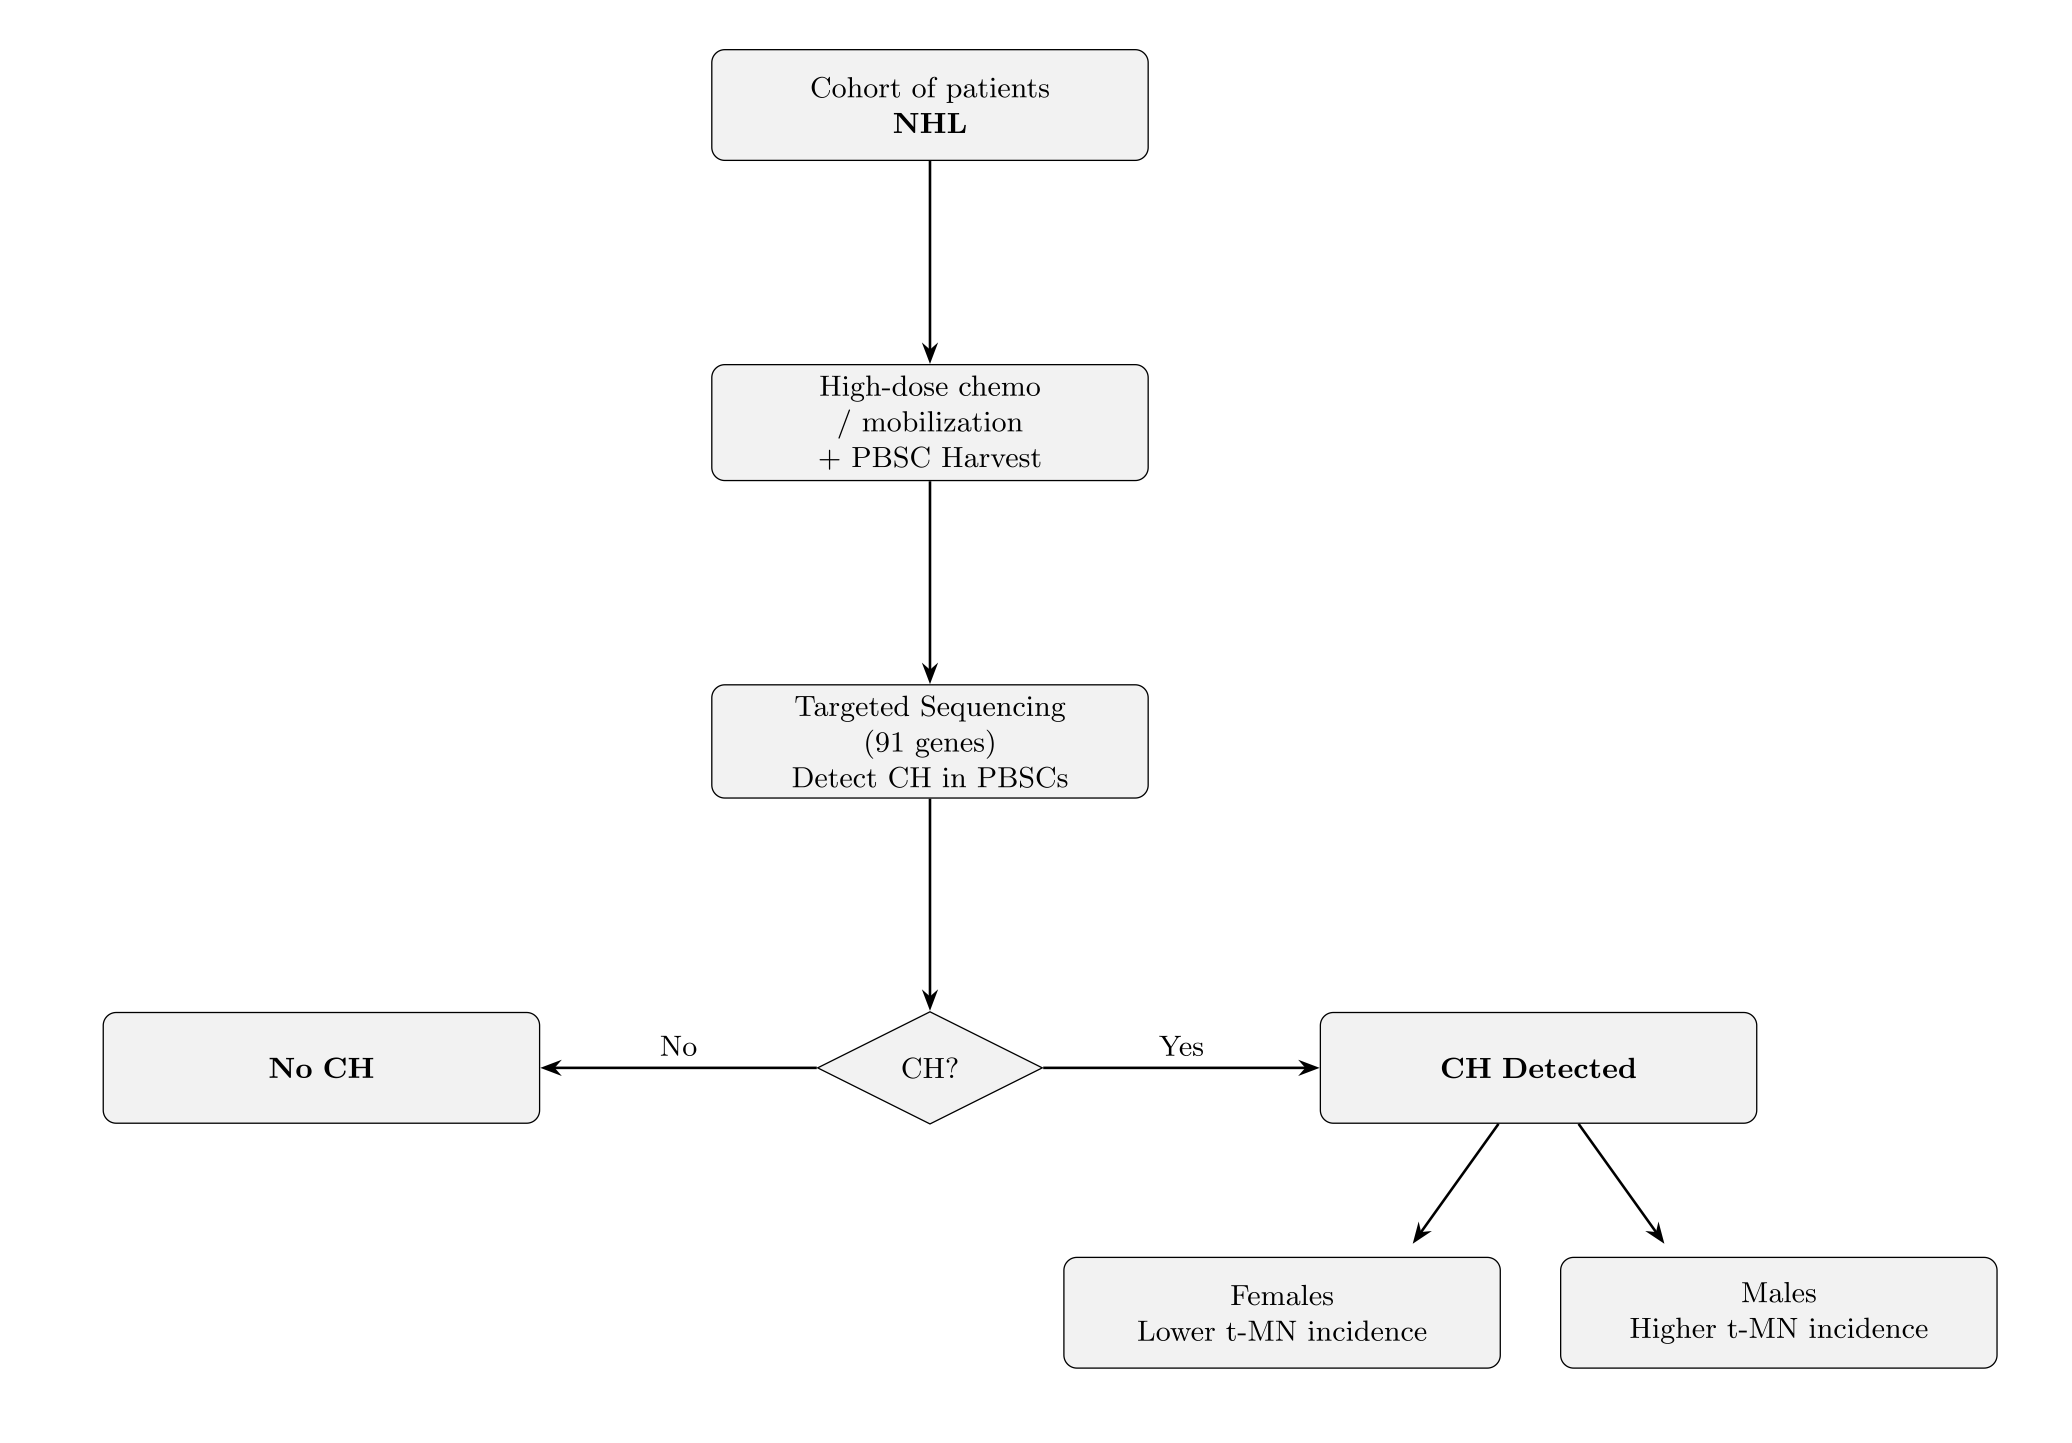 Cohort of patients
NHL
High-dose chemo
/ mobilization
+ PBSC Harvest
Targeted Sequencing
(91 genes)
Detect CH in PBSCs
No CH
No
CH?
Yes
CH Detected
Females
Lower t-MN incidence
Males
Higher t-MN incidence